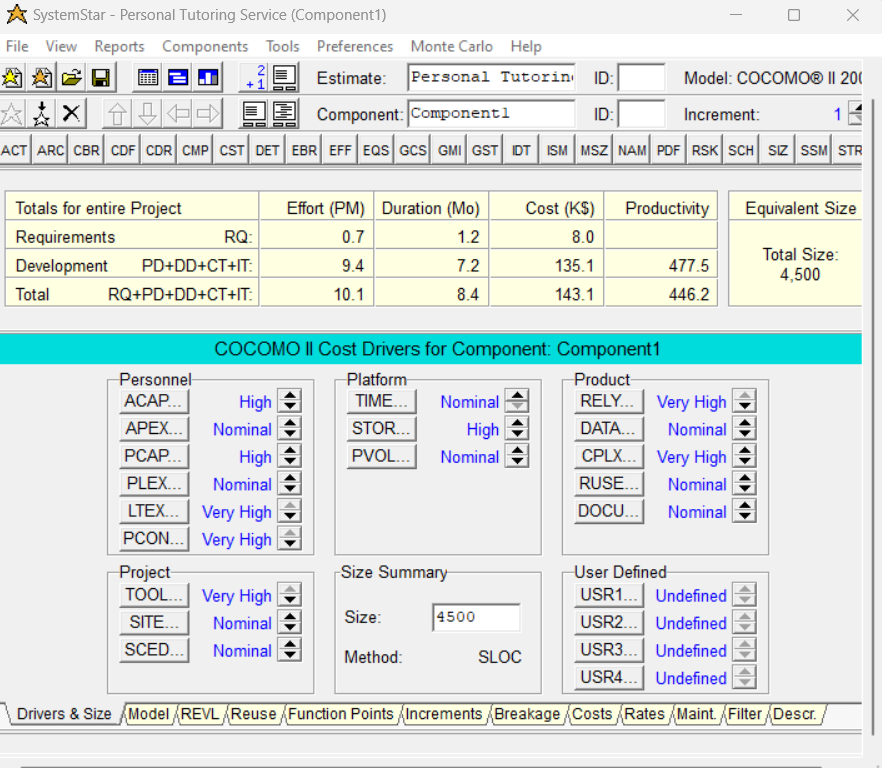 SystemStar - Personal Tutoring Service (Component1)
File View Reports Components Tools Preferences Monte Carlo Help
2 +1 Estimate: Personal Tutorin ID: Model: COCOMO® II 200
Component: Component1 ID: Increment: 1
ACT ARC CBR CDF CDR CMP CST DET EBR EFF EQS GCS GMI GST IDT ISM MSZ NAM PDF RSK SCH SIZ SSM STR
Totals for entire Project Effort (PM) Duration (Mo) Cost (K$) Productivity Equivalent Size
Requirements RQ: 0.7 1.2 8.0
Total Size:
Development PD+DD+CT+IT: 9.4 7.2 135.1 477.5
4,500
Total RQ+PD+DD+CT+IT: 10.1 8.4 143.1 446.2
COCOMO II Cost Drivers for Component: Component1
Personnel Platform Product
ACAP... High TIME... Nominal RELY... Very High
APEX... Nominal STOR... High DATA... Nominal
PCAP... High PVOL... Nominal CPLX... Very High
PLEX... Nominal RUSE... Nominal
LTEX... Very High DOCU... Nominal
PCON... Very High
Project Size Summary User Defined
TOOL... Very High USR1... Undefined
SITE... Nominal Size: 4500 USR2... Undefined
SCED... Nominal Method: SLOC USR3... Undefined
USR4... Undefined
Drivers & Size Model REVL Reuse Function Points Increments Breakage Costs Rates Maint. Filter Descr.